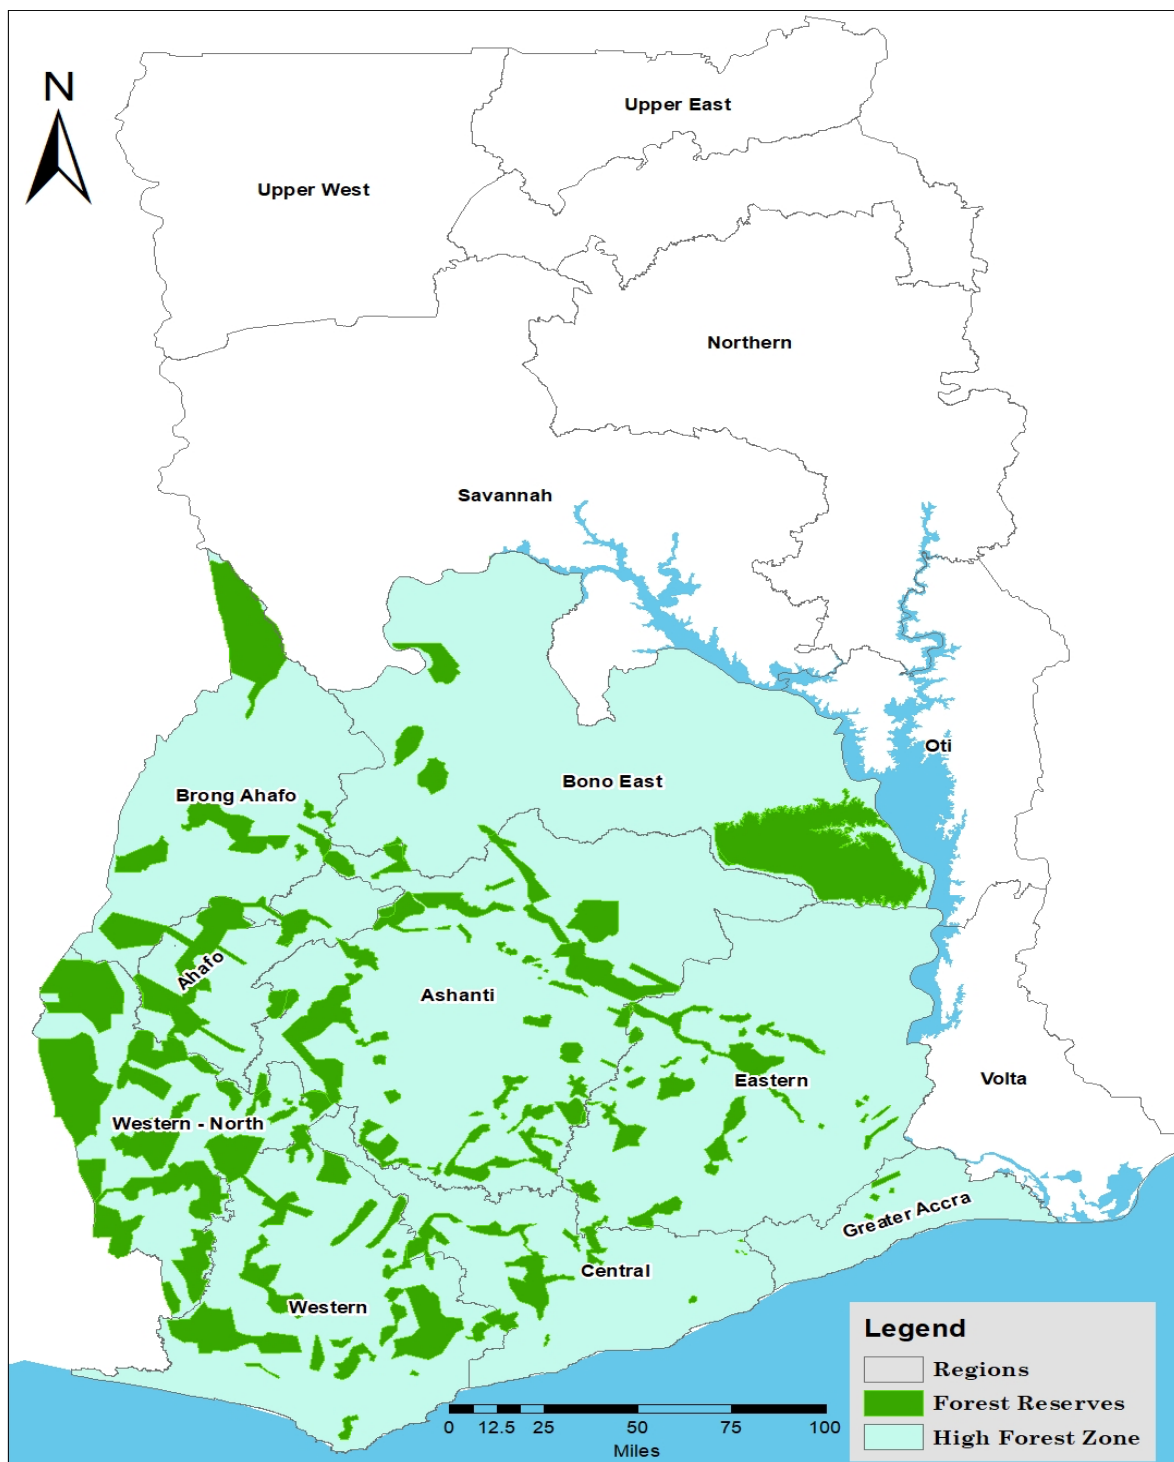 N
Upper East
Upper West
Northern
Savannah
Oti
Bono East
Brong Ahafo
Ahafo
Ashanti
Eastern
Volta
Western - North
Greater Accra
Central
Western
Legend
Regions
Forest Reserves
High Forest Zone
0 12.5 25 50 75 100
Miles